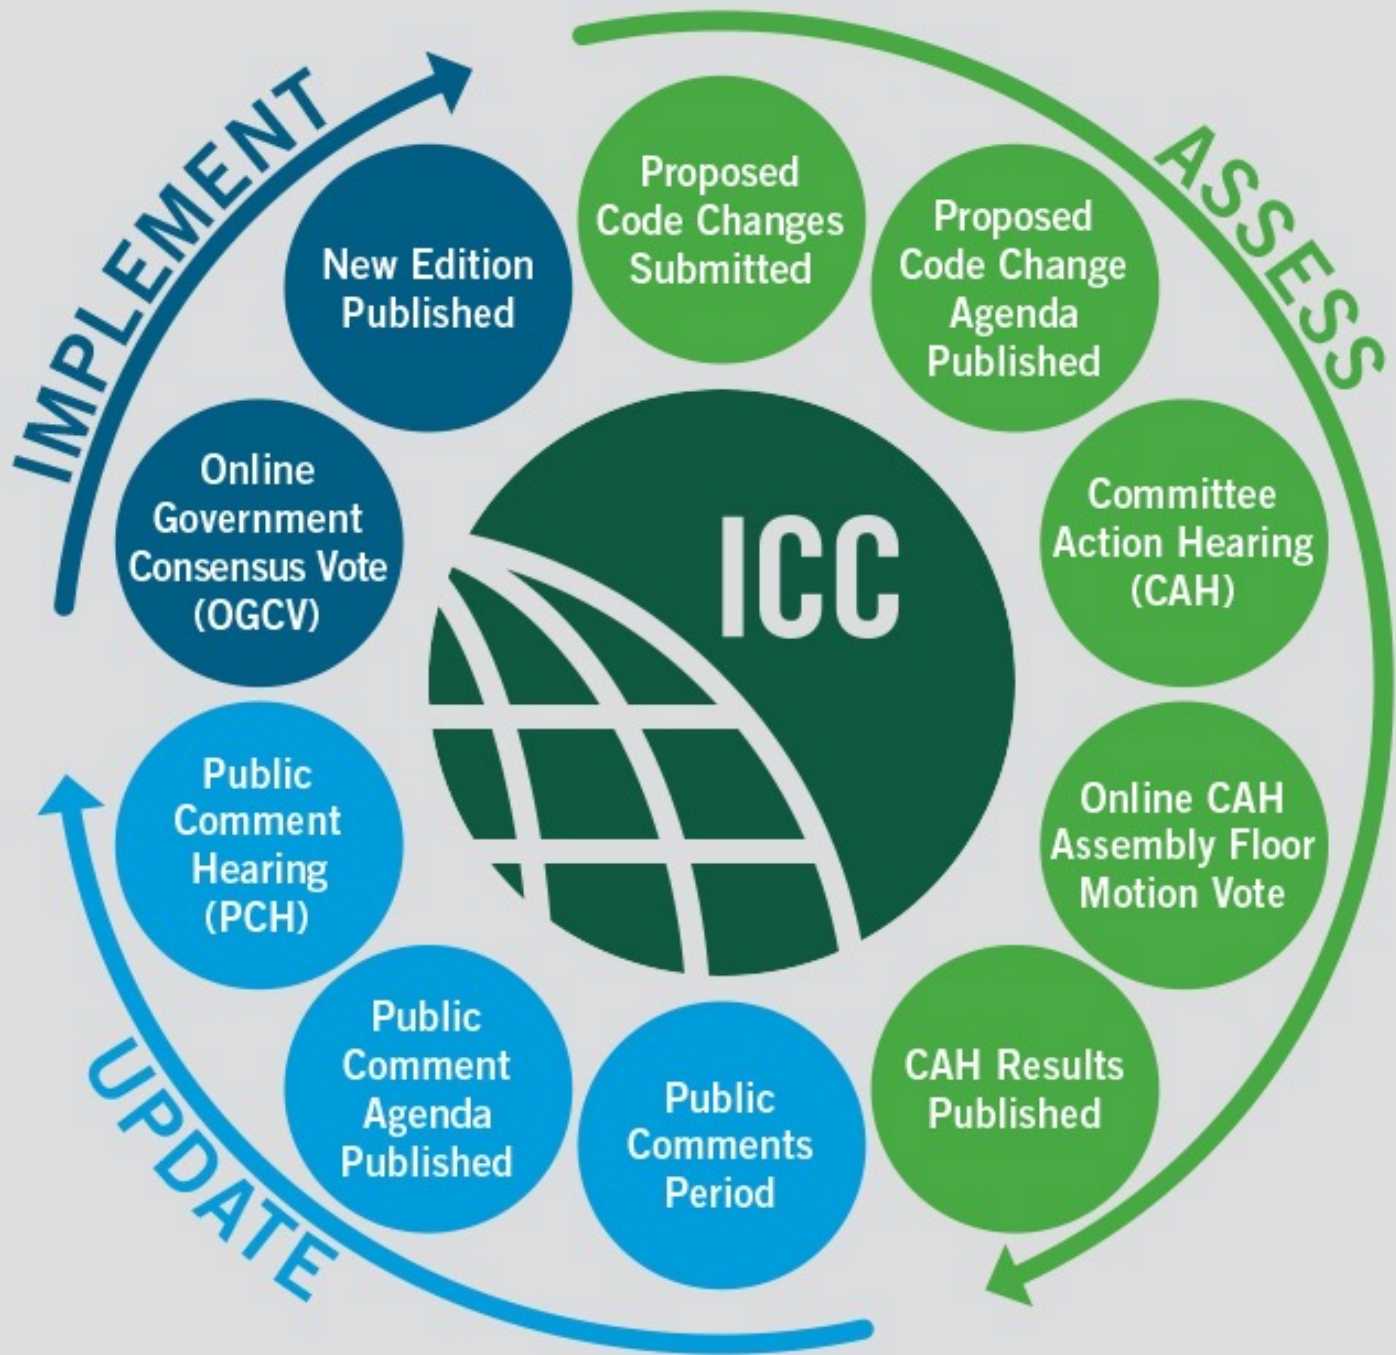 IMPLEMENT
ASSESS
UPDATE
Proposed
Code Changes
Submitted
Proposed
Code Change
Agenda
Published
Committee
Action Hearing
(CAH)
Online CAH
Assembly Floor
Motion Vote
CAH Results
Published
Public
Comments
Period
Public
Comment
Agenda
Published
Public
Comment
Hearing
(PCH)
Online
Government
Consensus Vote
(OGCV)
New Edition
Published
ICC